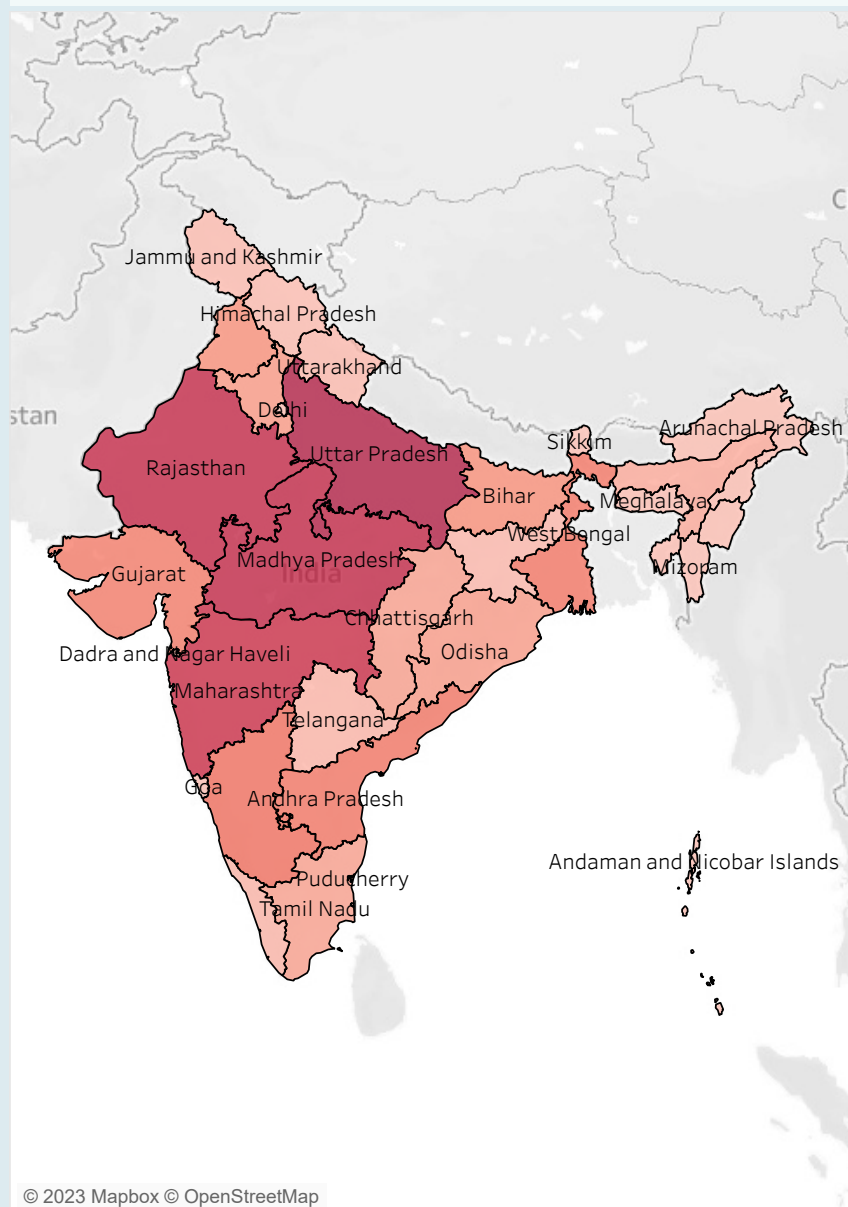 C
Jammu and Kashmir
Himachal Pradesh
Uttarakhand
stan
Delhi
Sikkim
Arunachal Pradesh
Rajasthan
Uttar Pradesh
Bihar
Meghalaya
West Bengal
Madhya Pradesh
Mizoram
Gujarat
India
Chhattisgarh
Dadra and Nagar Haveli
Odisha
Maharashtra
Telangana
Goa
Andhra Pradesh
Andaman and Nicobar Islands
Puducherry
Tamil Nadu
© 2023 Mapbox © OpenStreetMap